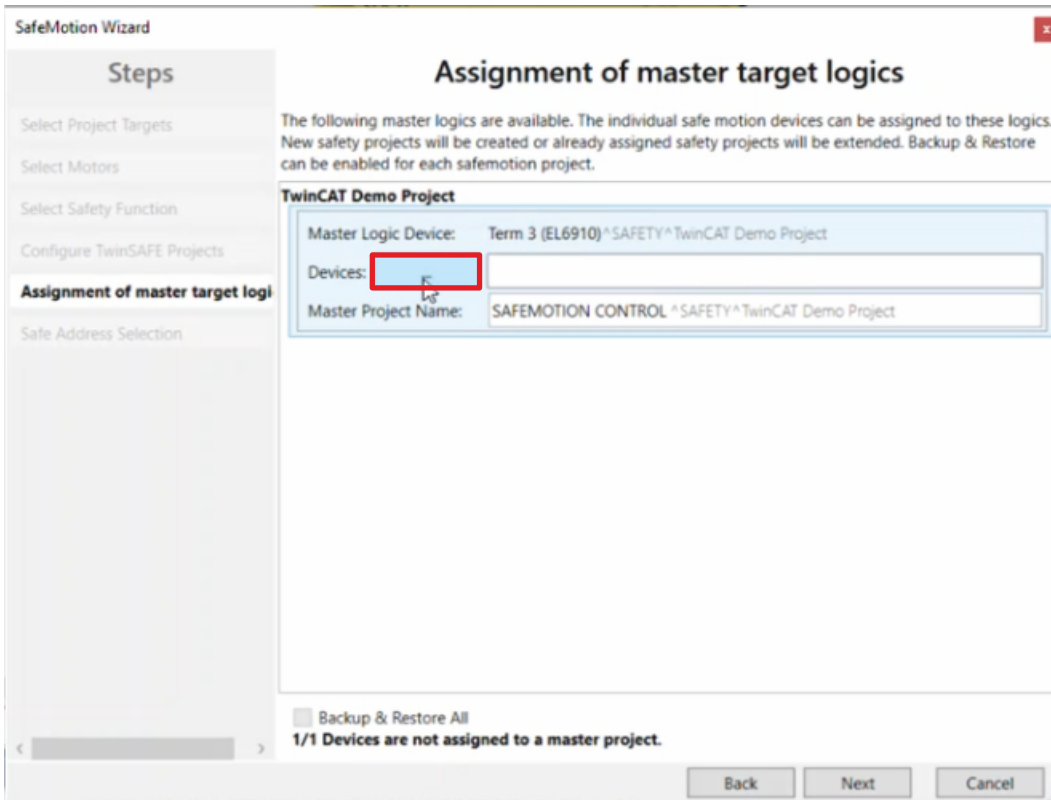 SafeMotion Wizard
x
Steps
Select Project Targets
Select Motors
Select Safety Function
Configure TwinSAFE Projects
Assignment of master target logi
Safe Address Selection
Assignment of master target logics
The following master logics are available. The individual safe motion devices can be assigned to these logics.
New safety projects will be created or already assigned safety projects will be extended. Backup & Restore
can be enabled for each safemotion project.
TwinCAT Demo Project
Master Logic Device: Term 3 (EL6910)^SAFETY^TwinCAT Demo Project
Devices:
Master Project Name: SAFEMOTION CONTROL ^SAFETY^TwinCAT Demo Project
Backup & Restore All
1/1 Devices are not assigned to a master project.
Back Next Cancel